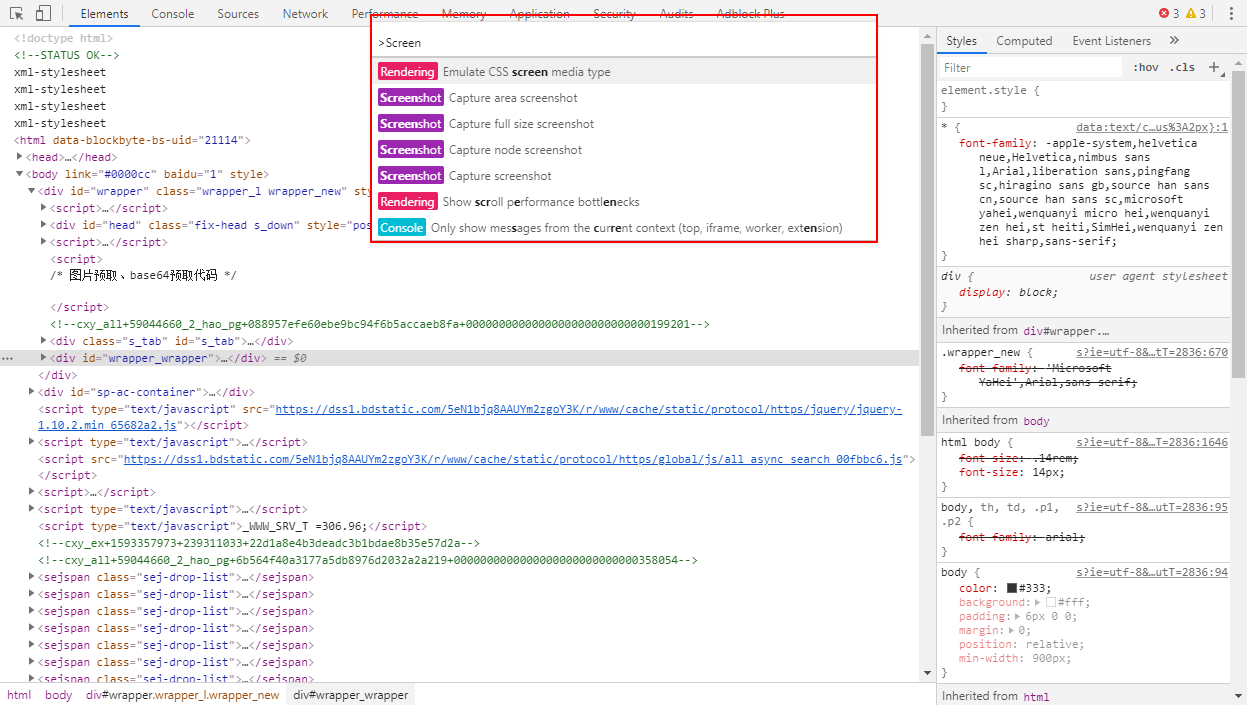 Elements Console Sources Network Performance Memory Application Security Audits Adblock Plus 3 3
>Screen
Rendering Emulate CSS screen media type
Screenshot Capture area screenshot
Screenshot Capture full size screenshot
Screenshot Capture node screenshot
Screenshot Capture screenshot
Rendering Show scroll performance bottlenecks
Console Only show messages from the current context (top, iframe, worker, extension)
<!doctype html>
<!--STATUS OK-->
xml-stylesheet
xml-stylesheet
xml-stylesheet
xml-stylesheet
<html data-blockbyte-bs-uid="21114">
<head>…</head>
<body link="#0000cc" baidu="1" style>
<div id="wrapper" class="wrapper_l wrapper_new" sty
<script>…</script>
<div id="head" class="fix-head s_down" style="pos
<script>…</script>
<script>
/* 图片预取、base64预取代码 */
</script>
<!--cxy_all+59044660_2_hao_pg+088957efe60ebe9bc94f6b5accaeb8fa+0000000000000000000000000000199201-->
<div class="s_tab" id="s_tab">…</div>
… <div id="wrapper_wrapper">…</div> == $0
</div>
<div id="sp-ac-container">…</div>
<script type="text/javascript" src="https://dss1.bdstatic.com/5eN1bjq8AAUYm2zgoY3K/r/www/cache/static/protocol/https/jquery/jquery-
1.10.2.min_65682a2.js"></script>
<script type="text/javascript">…</script>
<script src="https://dss1.bdstatic.com/5eN1bjq8AAUYm2zgoY3K/r/www/cache/static/protocol/https/global/js/all_async_search_00fbbc6.js">
</script>
<script>…</script>
<script type="text/javascript">…</script>
<script type="text/javascript">_WWW_SRV_T =306.96;</script>
<!--cxy_ex+1593357973+239311033+22d1a8e4b3deadc3b1bdae8b35e57d2a-->
<!--cxy_all+59044660_2_hao_pg+6b564f40a3177a5db8976d2032a2a219+0000000000000000000000000000358054-->
<sejspan class="sej-drop-list">…</sejspan>
<sejspan class="sej-drop-list">…</sejspan>
<sejspan class="sej-drop-list">…</sejspan>
<sejspan class="sej-drop-list">…</sejspan>
<sejspan class="sej-drop-list">…</sejspan>
<sejspan class="sej-drop-list">…</sejspan>
<sejspan class="sej-drop-list">…</sejspan>
html body div#wrapper.wrapper_l.wrapper_new div#wrapper_wrapper
Styles Computed Event Listeners »
Filter :hov .cls +
element.style {
}
* { data:text/c…us%3A2px}:1
font-family: -apple-system,helvetica
neue,Helvetica,nimbus sans
l,Arial,liberation sans,pingfang
sc,hiragino sans gb,source han sans
cn,source han sans sc,microsoft
yahei,wenquanyi micro hei,wenquanyi
zen hei,st heiti,SimHei,wenquanyi zen
hei sharp,sans-serif;
}
div { user agent stylesheet
display: block;
}
Inherited from div#wrapper.…
.wrapper_new { s?ie=utf-8&…tT=2836:670
font-family: 'Microsoft
YaHei',Arial,sans-serif;
}
Inherited from body
html body { s?ie=utf-8&…T=2836:1646
font-size: .14rem;
font-size: 14px;
}
body, th, td, .p1, s?ie=utf-8&…utT=2836:95
.p2 {
font-family: arial;
}
body { s?ie=utf-8&…utT=2836:94
color: #333;
background: #fff;
padding: 6px 0 0;
margin: 0;
position: relative;
min-width: 900px;
}
Inherited from html